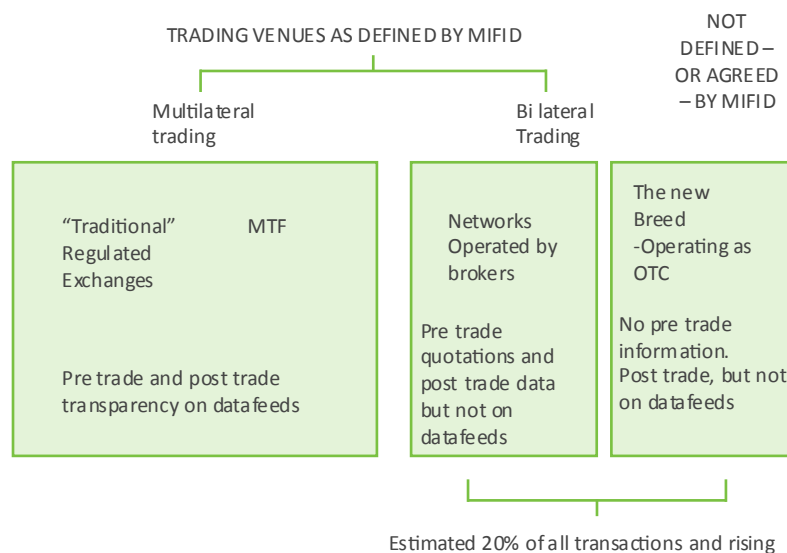 TRADING VENUES AS DEFINED BY MIFID
NOT
DEFINED –
OR AGREED
– BY MIFID
Multilateral
trading
Bi lateral
Trading
“Traditional”
Regulated
Exchanges
MTF
Pre trade and post trade
transparency on datafeeds
Networks
Operated by
brokers
Pre trade
quotations and
post trade data
but not on
datafeeds
The new
Breed
-Operating as
OTC
No pre trade
information.
Post trade, but not
on datafeeds
Estimated 20% of all transactions and rising